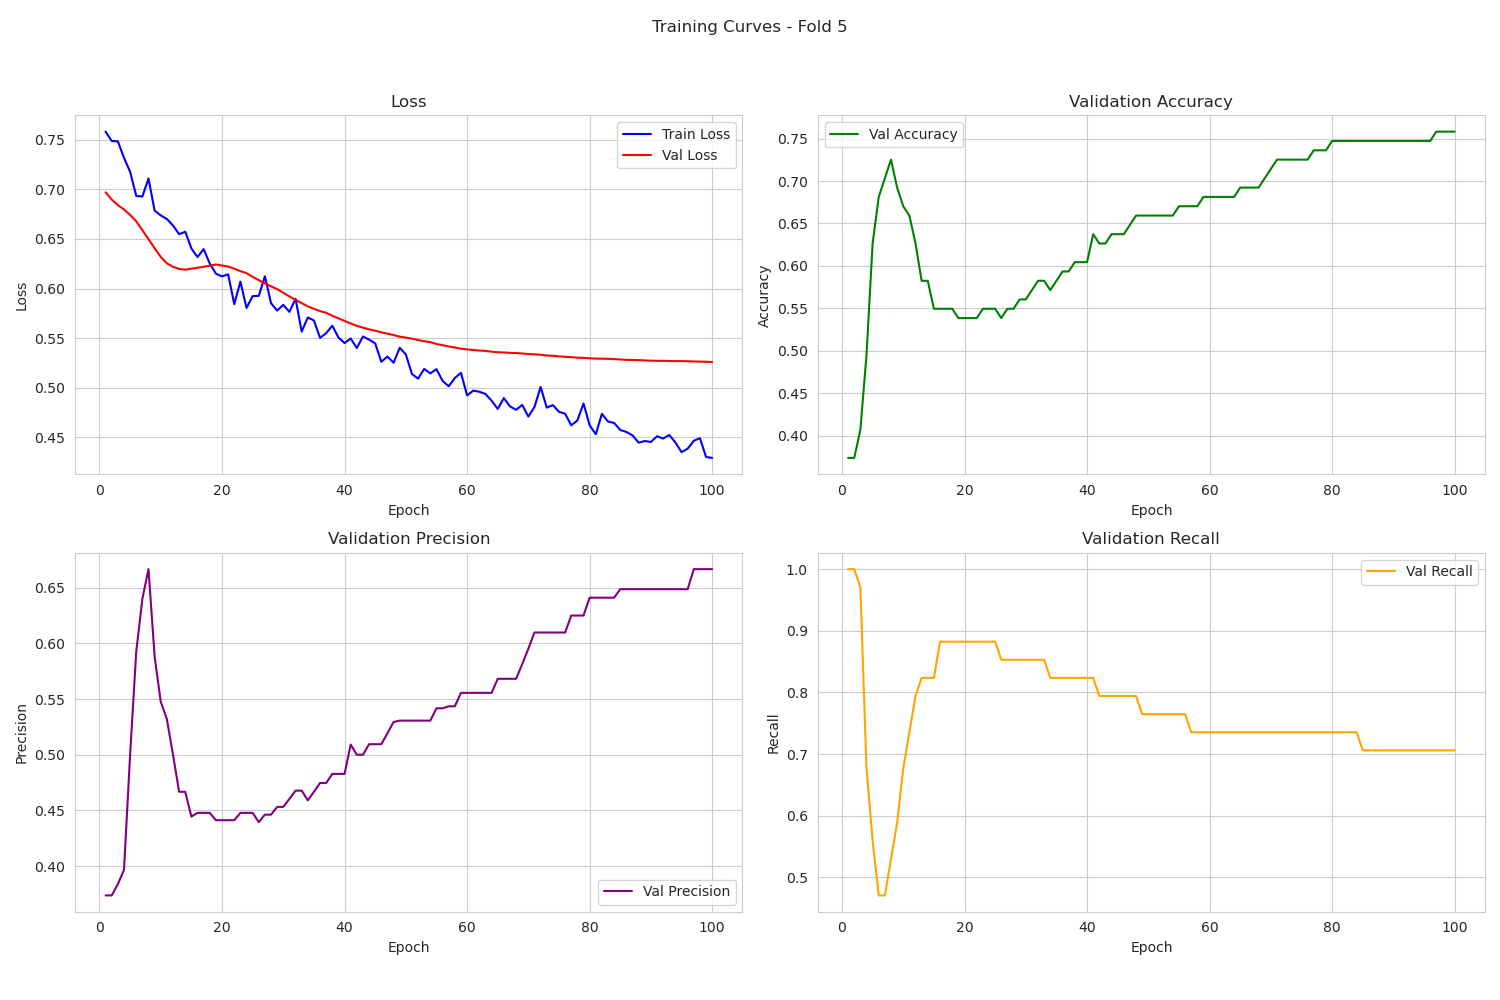 Training Curves - Fold 5
Loss
Train Loss
Val Loss
0.75
0.70
0.65
0.60
0.55
0.50
0.45
Loss
0 20 40 60 80 100
Epoch
Validation Accuracy
Val Accuracy
0.75
0.70
0.65
0.60
0.55
0.50
0.45
0.40
Accuracy
0 20 40 60 80 100
Epoch
Validation Precision
0.65
0.60
0.55
0.50
0.45
0.40
Precision
Val Precision
0 20 40 60 80 100
Epoch
Validation Recall
Val Recall
1.0
0.9
0.8
0.7
0.6
0.5
Recall
0 20 40 60 80 100
Epoch